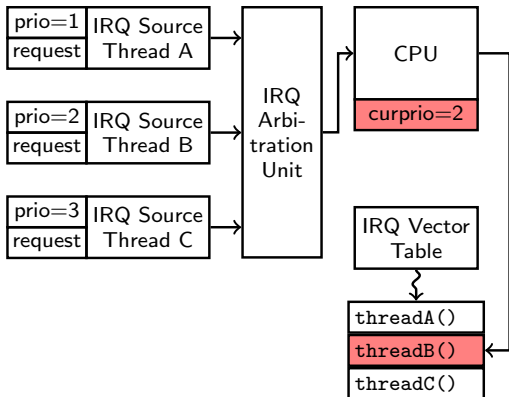 prio=1
request
IRQ Source
Thread A
prio=2
request
IRQ Source
Thread B
prio=3
request
IRQ Source
Thread C
IRQ
Arbi-
tration
Unit
CPU
curprio=2
IRQ Vector
Table
threadA()
threadB()
threadC()